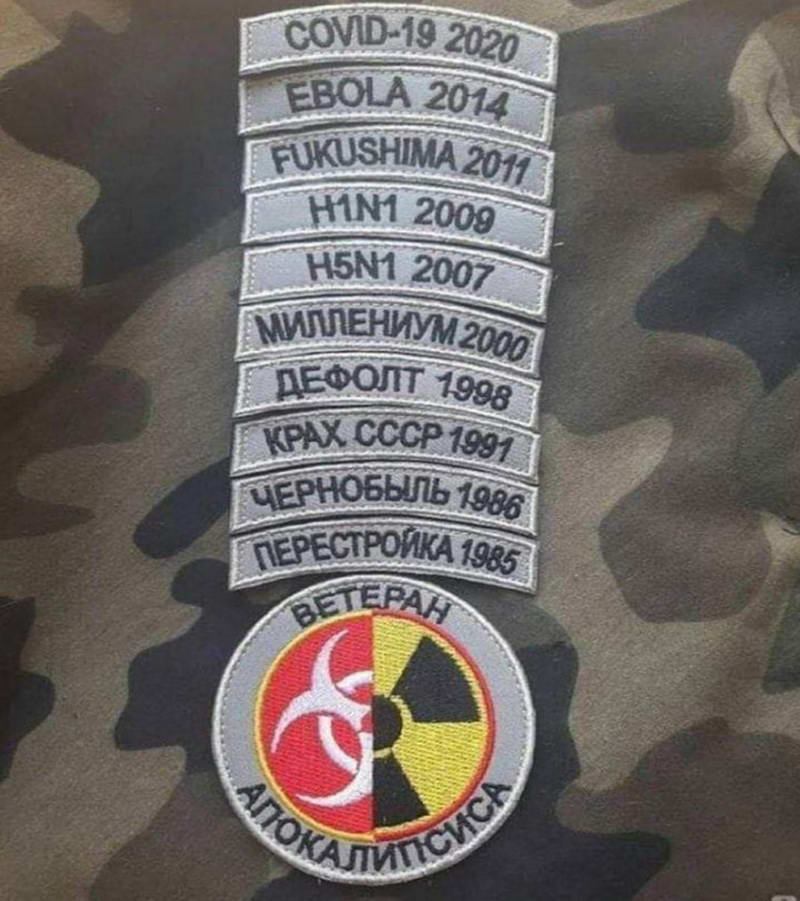 COVID-19 2020
EBOLA 2014
FUKUSHIMA 2011
H1N1 2009
H5N1 2007
МИЛЛЕНИУМ 2000
ДЕФОЛТ 1998
КРАХ СССР 1991
ЧЕРНОБЫЛЬ 1986
ПЕРЕСТРОЙКА 1985
ВЕТЕРАН
АПОКАЛИПСИСА